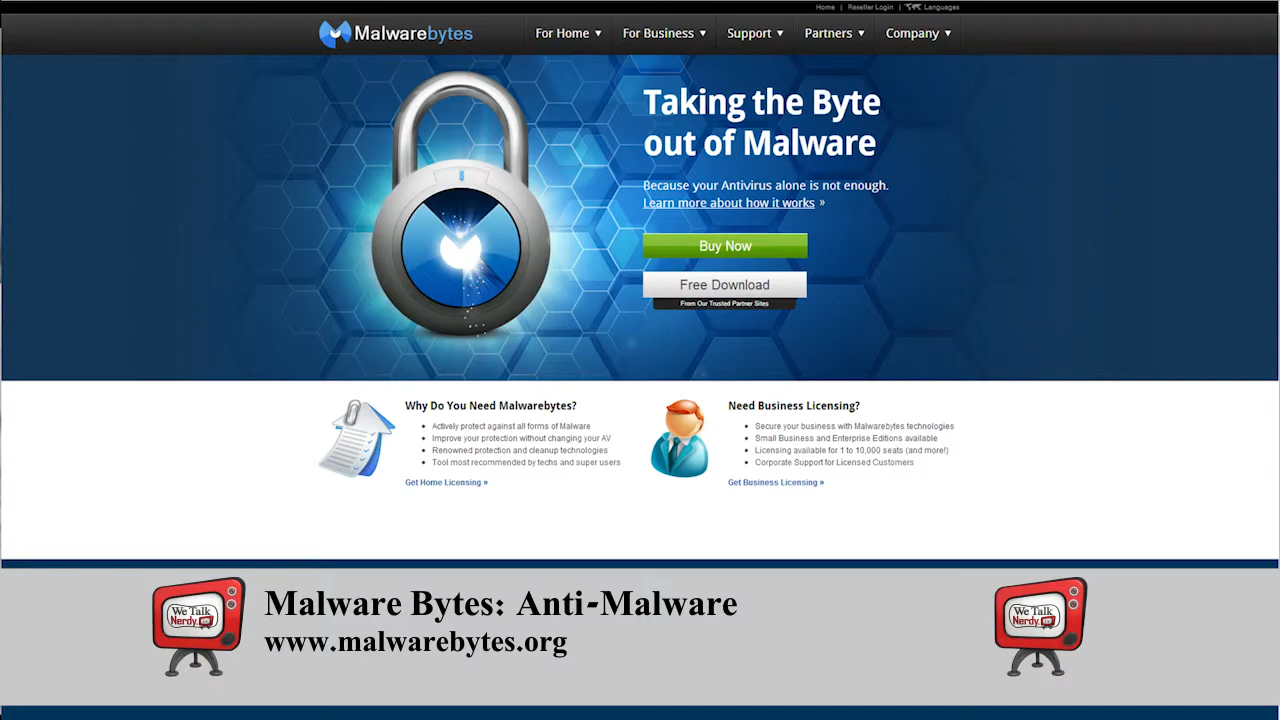 Home | Reseller Login | Languages
Malwarebytes
For Home ▼ For Business ▼ Support ▼ Partners ▼ Company ▼
Taking the Byte
out of Malware
Because your Antivirus alone is not enough.
Learn more about how it works »
Buy Now
Free Download
From Our Trusted Partner Sites
Why Do You Need Malwarebytes?
• Actively protect against all forms of Malware
• Improve your protection without changing your AV
• Renowned protection and cleanup technologies
• Tool most recommended by techs and super users
Get Home Licensing »
Need Business Licensing?
• Secure your business with Malwarebytes technologies
• Small Business and Enterprise Editions available
• Licensing available for 1 to 10,000 seats (and more!)
• Corporate Support for Licensed Customers
Get Business Licensing »
We Talk
Nerdy
Malware Bytes: Anti-Malware
www.malwarebytes.org
We Talk
Nerdy